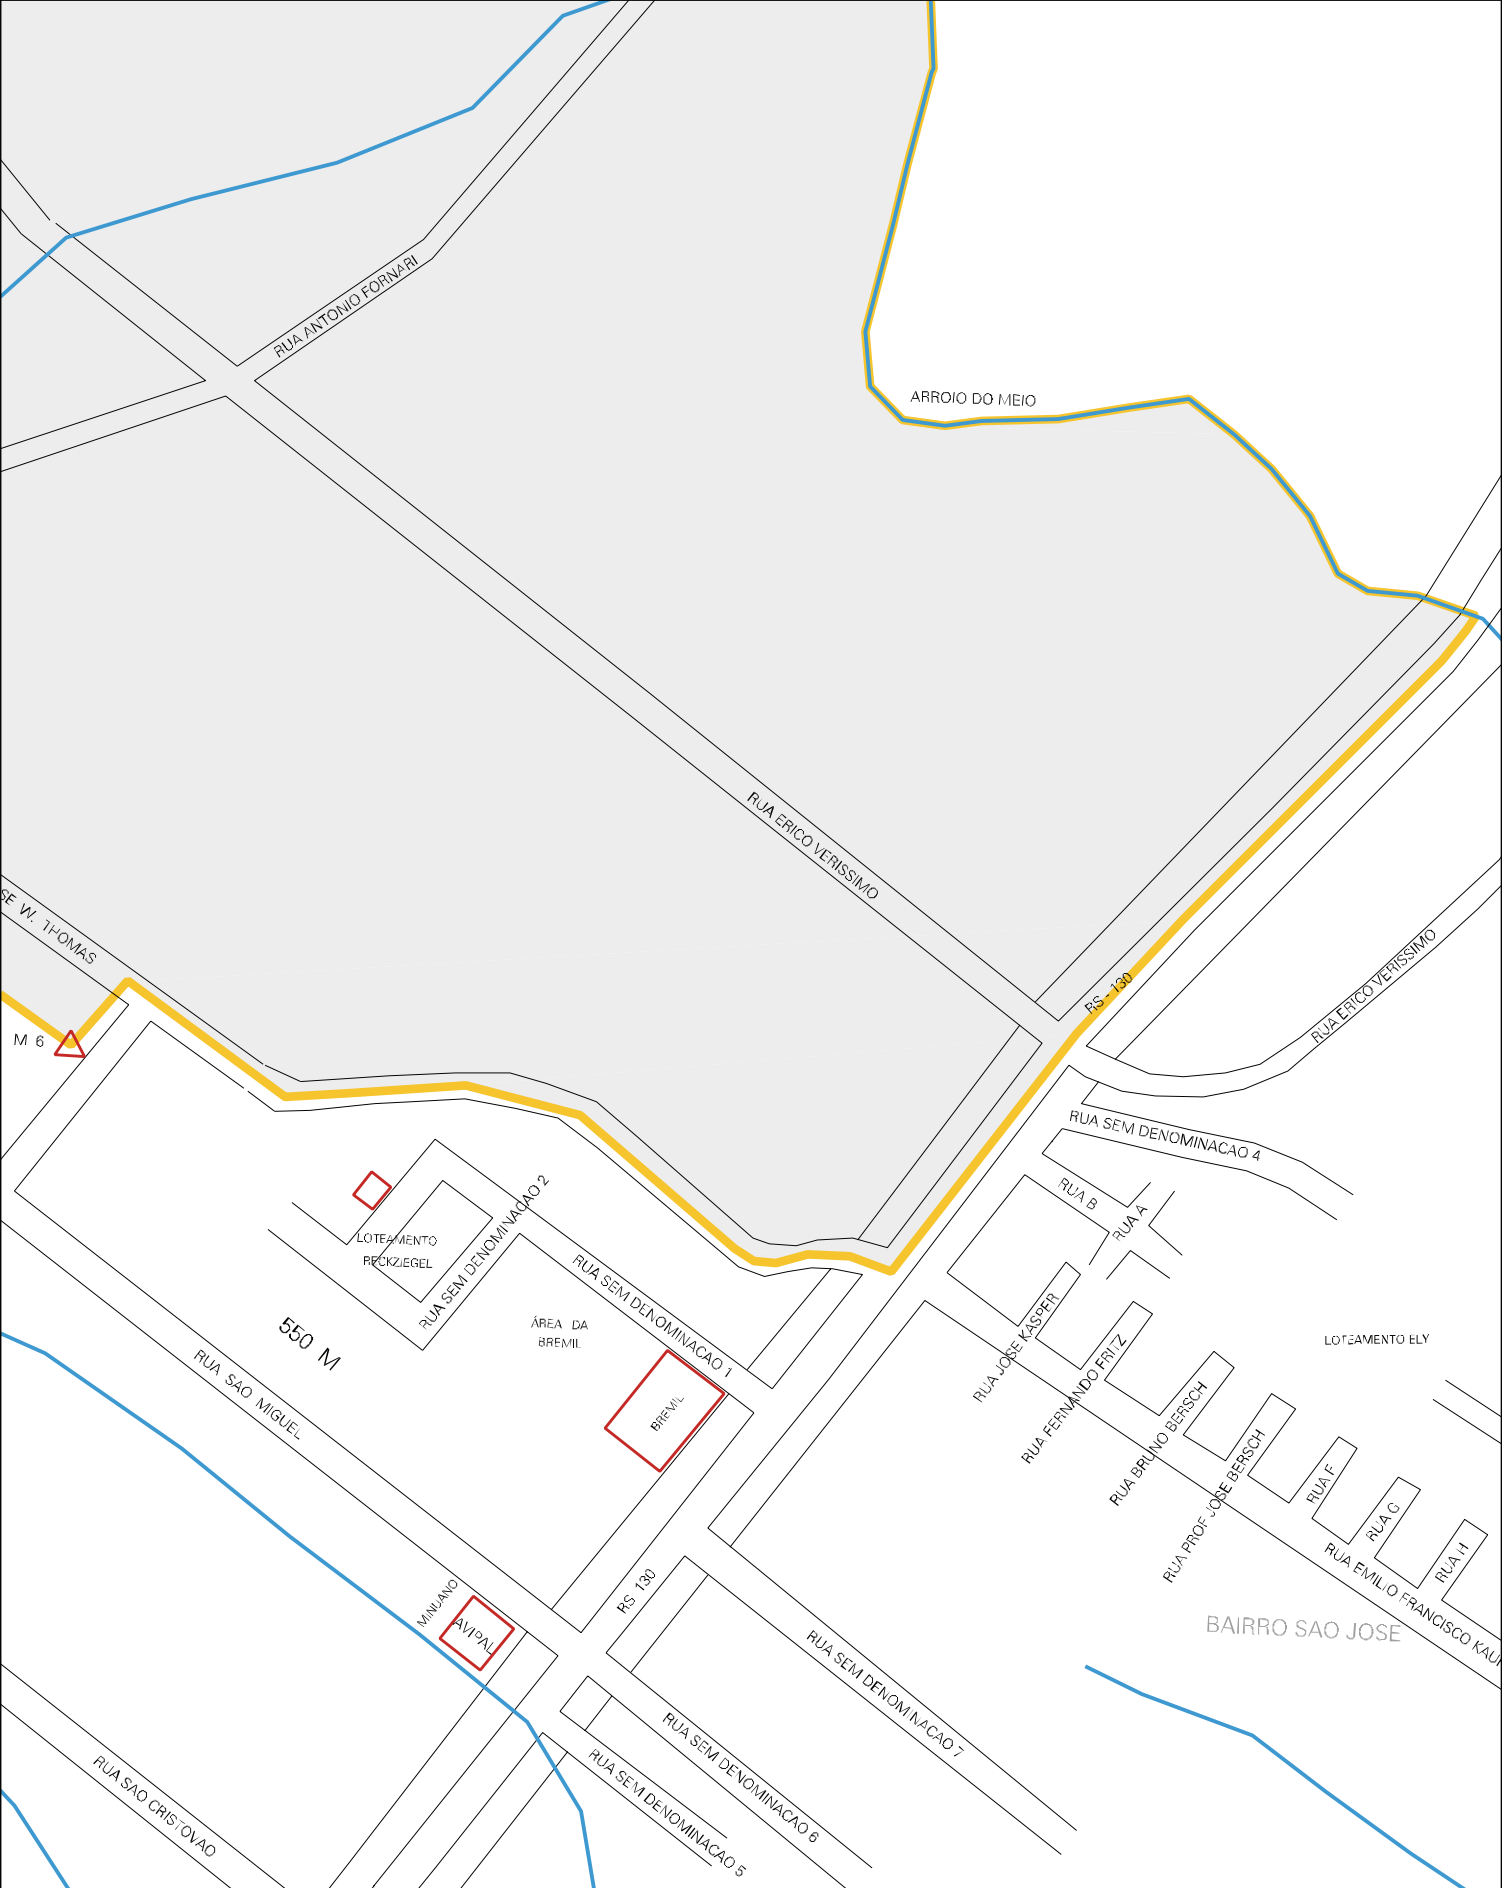 RUA ANTONIO FORNARI
ARROIO DO MEIO
RUA ERICO VERISSIMO
SE W. THOMAS
RS - 130
RUA ERICO VERISSIMO
M 6
RUA SEM DENOMINACAO 4
RUA B
RUA A
RUA SEM DENOMINACAO 2
LOTEAMENTO
RECKZIEGEL
RUA SEM DENOMINACAO 1
ÁREA DA
BREMIL
550 M
RUA SAO MIGUEL
BREMIL
RUA JOSE KASPER
RUA FERNANDO FRITZ
LOTEAMENTO ELY
RUA BRUNO BERSCH
RUA PROF JOSE BERSCH
RUA F
RUA G
RUA H
RUA EMILIO FRANCISCO KAU
MINUANO
AVIPAL
RS 130
BAIRRO SAO JOSE
RUA SEM DENOMINACAO 7
RUA SEM DENOMINACAO 6
RUA SEM DENOMINACAO 5
RUA SAO CRISTOVAO